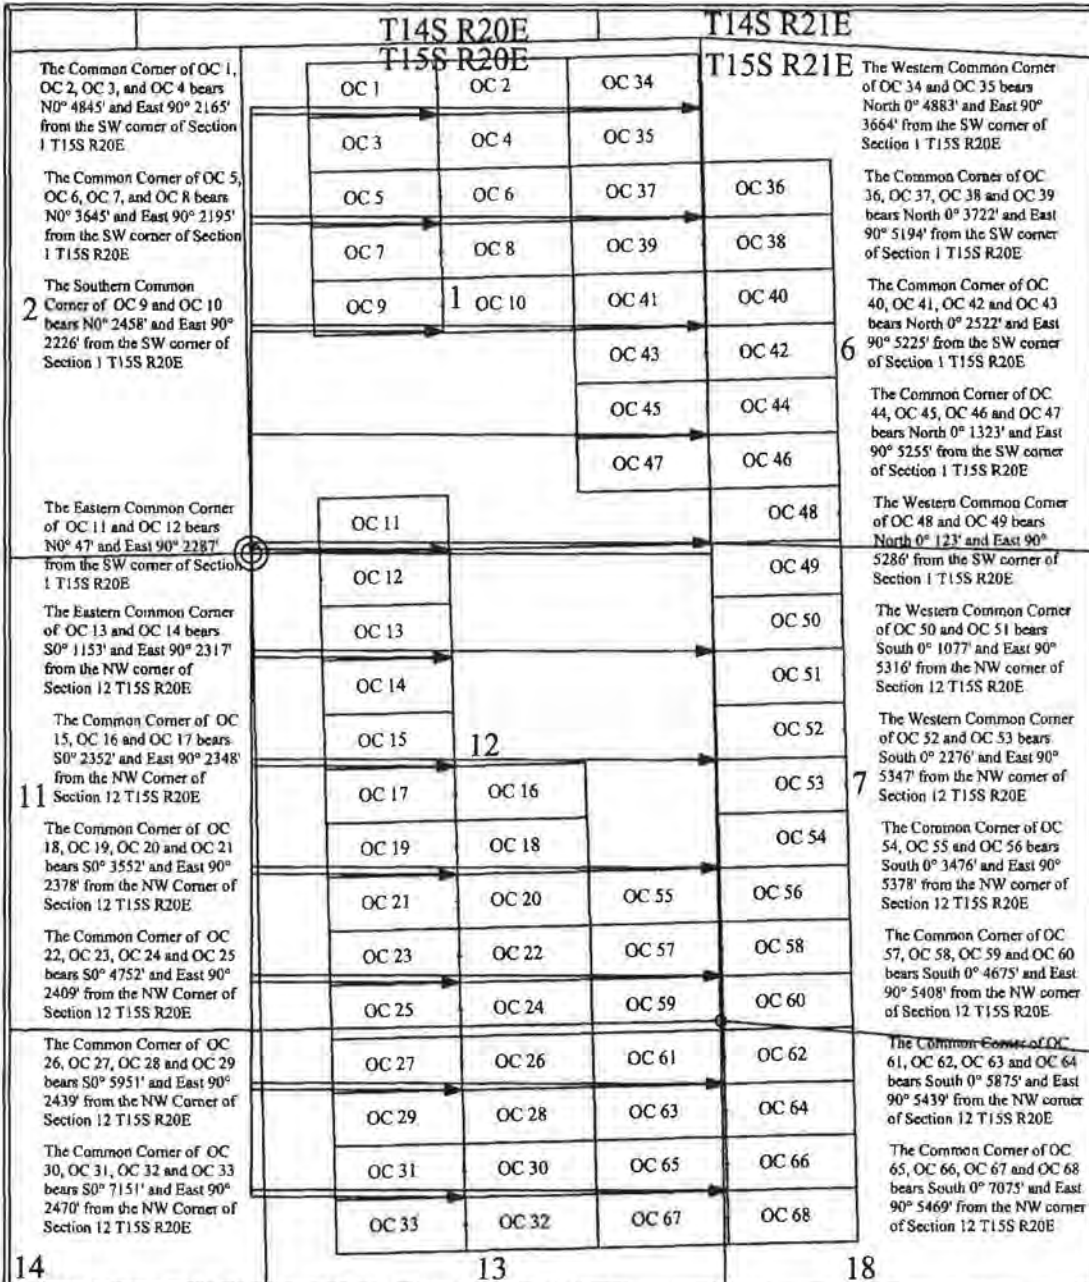 T14S R20E
T14S R21E
T15S R20E
T15S R21E
The Common Corner of OC 1,
OC 2, OC 3, and OC 4 bears
N0° 4845' and East 90° 2165'
from the SW corner of Section
1 T15S R20E
The Common Corner of OC 5,
OC 6, OC 7, and OC 8 bears
N0° 3645' and East 90° 2195'
from the SW corner of Section
1 T15S R20E
The Southern Common
Corner of OC 9 and OC 10
bears N0° 2458' and East 90°
2226' from the SW corner of
Section 1 T15S R20E
2
The Eastern Common Corner
of OC 11 and OC 12 bears
N0° 47' and East 90° 2287'
from the SW corner of Section
1 T15S R20E
The Eastern Common Corner
of OC 13 and OC 14 bears
S0° 1153' and East 90° 2317'
from the NW corner of
Section 12 T15S R20E
The Common Corner of OC
15, OC 16 and OC 17 bears
S0° 2352' and East 90° 2348'
from the NW Corner of
Section 12 T15S R20E
11
The Common Corner of OC
18, OC 19, OC 20 and OC 21
bears S0° 3552' and East 90°
2378' from the NW Corner of
Section 12 T15S R20E
The Common Corner of OC
22, OC 23, OC 24 and OC 25
bears S0° 4752' and East 90°
2409' from the NW Corner of
Section 12 T15S R20E
The Common Corner of OC
26, OC 27, OC 28 and OC 29
bears S0° 5951' and East 90°
2439' from the NW Corner of
Section 12 T15S R20E
The Common Corner of OC
30, OC 31, OC 32 and OC 33
bears S0° 7151' and East 90°
2470' from the NW Corner of
Section 12 T15S R20E
14
OC 1 OC 2 OC 34
OC 3 OC 4 OC 35
OC 5 OC 6 OC 37 OC 36
OC 7 OC 8 OC 39 OC 38
OC 9 1 OC 10 OC 41 OC 40
OC 43 OC 42 6
OC 45 OC 44
OC 47 OC 46
OC 11 OC 48
OC 12 OC 49
OC 13 OC 50
OC 14 OC 51
OC 15 12 OC 52
OC 17 OC 16 OC 53 7
OC 19 OC 18 OC 54
OC 21 OC 20 OC 55 OC 56
OC 23 OC 22 OC 57 OC 58
OC 25 OC 24 OC 59 OC 60
OC 27 OC 26 OC 61 OC 62
OC 29 OC 28 OC 63 OC 64
OC 31 OC 30 OC 65 OC 66
OC 33 OC 32 OC 67 OC 68
13
18
The Western Common Corner
of OC 34 and OC 35 bears
North 0° 4883' and East 90°
3664' from the SW corner of
Section 1 T15S R20E
The Common Corner of OC
36, OC 37, OC 38 and OC 39
bears North 0° 3722' and East
90° 5194' from the SW corner
of Section 1 T15S R20E
The Common Corner of OC
40, OC 41, OC 42 and OC 43
bears North 0° 2522' and East
90° 5225' from the SW corner
of Section 1 T15S R20E
The Common Corner of OC
44, OC 45, OC 46 and OC 47
bears North 0° 1323' and East
90° 5255' from the SW corner
of Section 1 T15S R20E
The Western Common Corner
of OC 48 and OC 49 bears
North 0° 123' and East 90°
5286' from the SW corner of
Section 1 T15S R20E
The Western Common Corner
of OC 50 and OC 51 bears
South 0° 1077' and East 90°
5316' from the NW corner of
Section 12 T15S R20E
The Western Common Corner
of OC 52 and OC 53 bears
South 0° 2276' and East 90°
5347' from the NW corner of
Section 12 T15S R20E
The Common Corner of OC
54, OC 55 and OC 56 bears
South 0° 3476' and East 90°
5378' from the NW corner of
Section 12 T15S R20E
The Common Corner of OC
57, OC 58, OC 59 and OC 60
bears South 0° 4675' and East
90° 5408' from the NW corner
of Section 12 T15S R20E
The Common Corner of OC
61, OC 62, OC 63 and OC 64
bears South 0° 5875' and East
90° 5439' from the NW corner
of Section 12 T15S R20E
The Common Corner of OC
65, OC 66, OC 67 and OC 68
bears South 0° 7075' and East
90° 5469' from the NW corner
of Section 12 T15S R20E